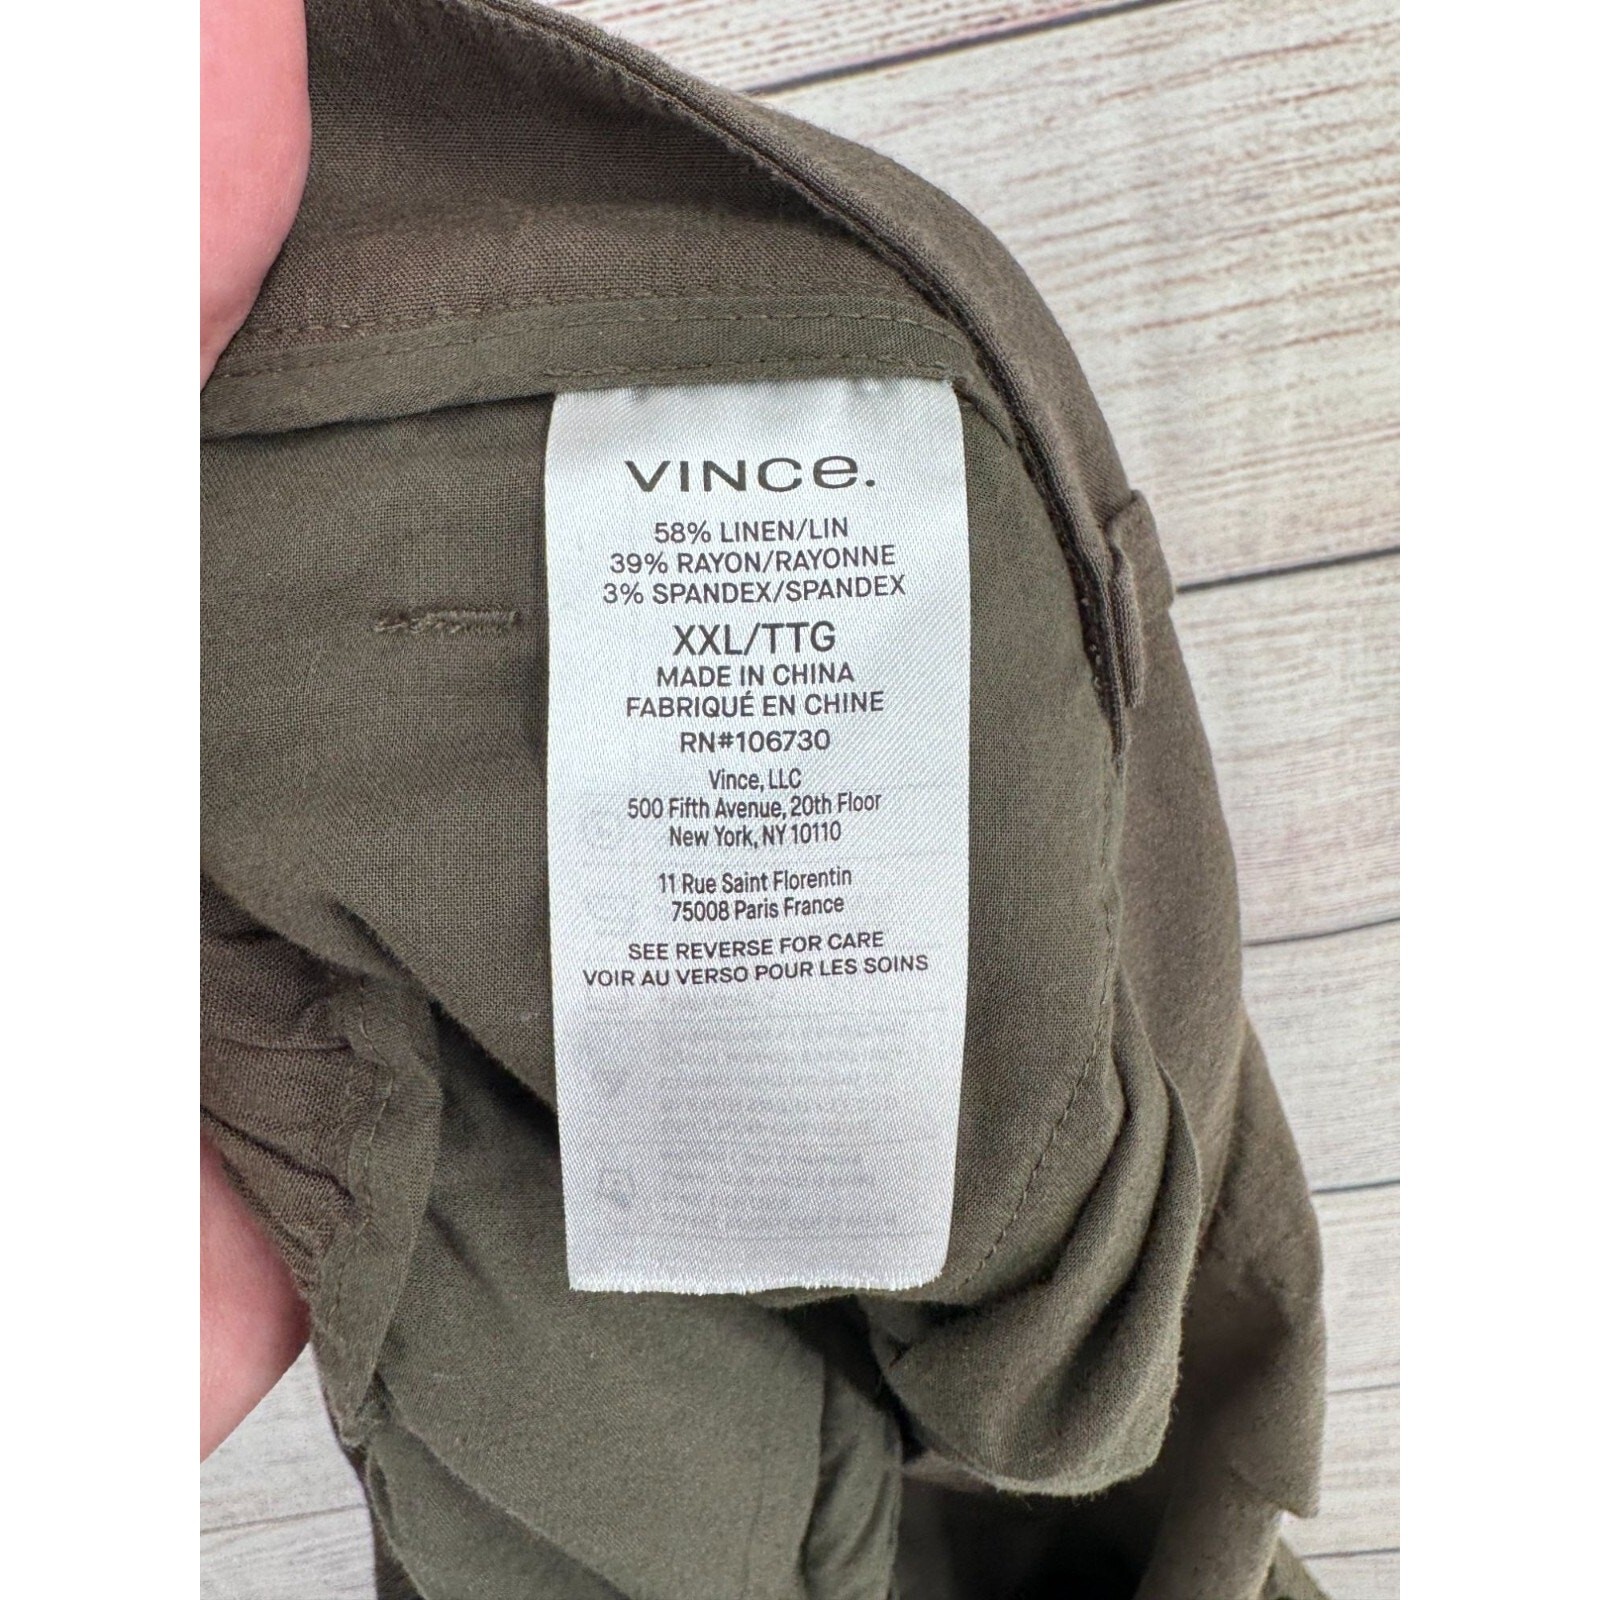 VINCe.
58% LINEN/LIN
39% RAYON/RAYONNE
3% SPANDEX/SPANDEX
XXL/TTG
MADE IN CHINA
FABRIQUÉ EN CHINE
RN#106730
Vince, LLC
500 Fifth Avenue, 20th Floor
New York, NY 10110
11 Rue Saint Florentin
75008 Paris France
SEE REVERSE FOR CARE
VOIR AU VERSO POUR LES SOINS